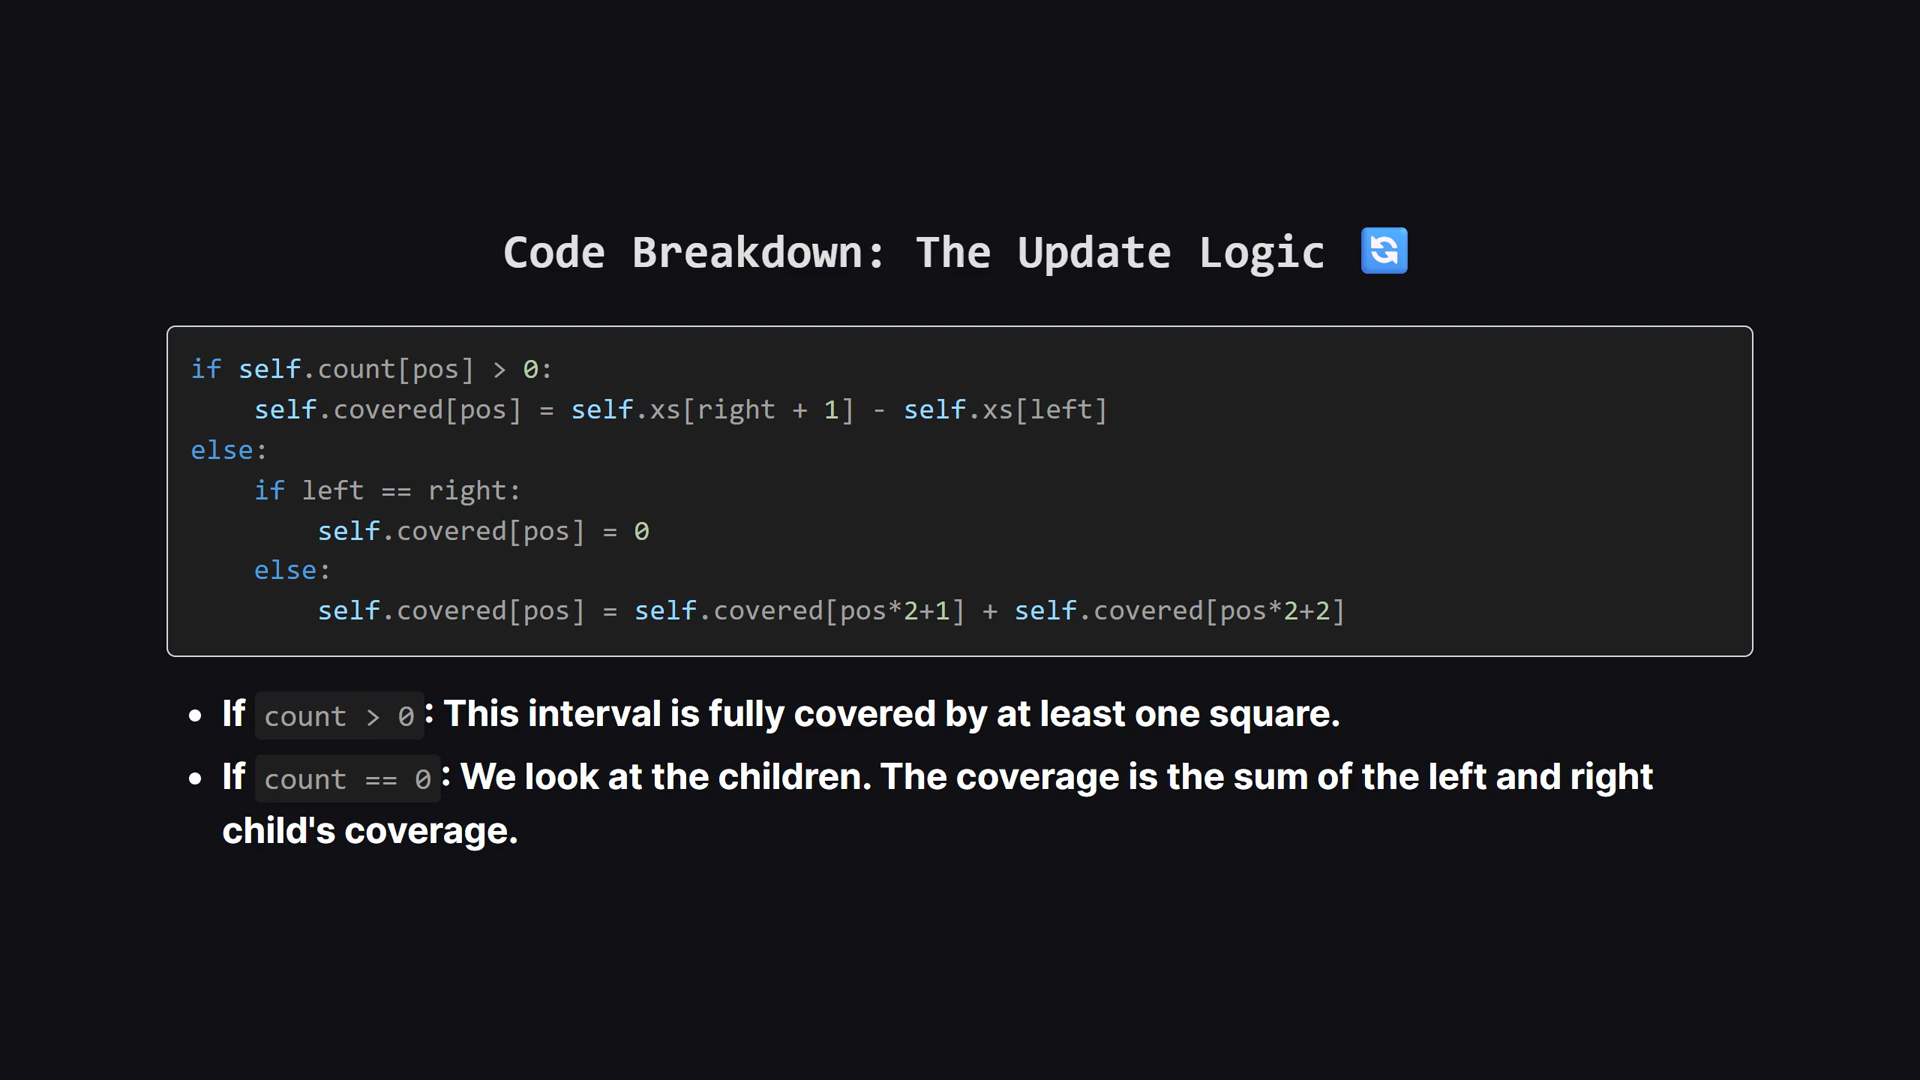 Code Breakdown: The Update Logic 🔄
if self.count[pos] > 0:
    self.covered[pos] = self.xs[right + 1] - self.xs[left]
else:
    if left == right:
        self.covered[pos] = 0
    else:
        self.covered[pos] = self.covered[pos*2+1] + self.covered[pos*2+2]
• If count > 0: This interval is fully covered by at least one square.
• If count == 0: We look at the children. The coverage is the sum of the left and right
child's coverage.